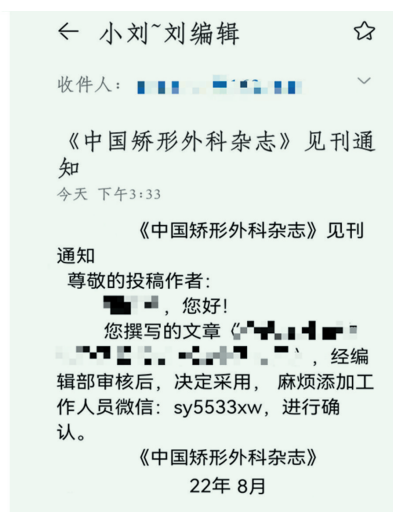 小刘~刘编辑
收件人：
《中国矫形外科杂志》见刊通
知
今天 下午3:33
《中国矫形外科杂志》见刊
通知
尊敬的投稿作者：
，您好！
您撰写的文章《
》，经编
辑部审核后，决定采用， 麻烦添加工
作人员微信：sy5533xw，进行确
认。
《中国矫形外科杂志》
22年 8月